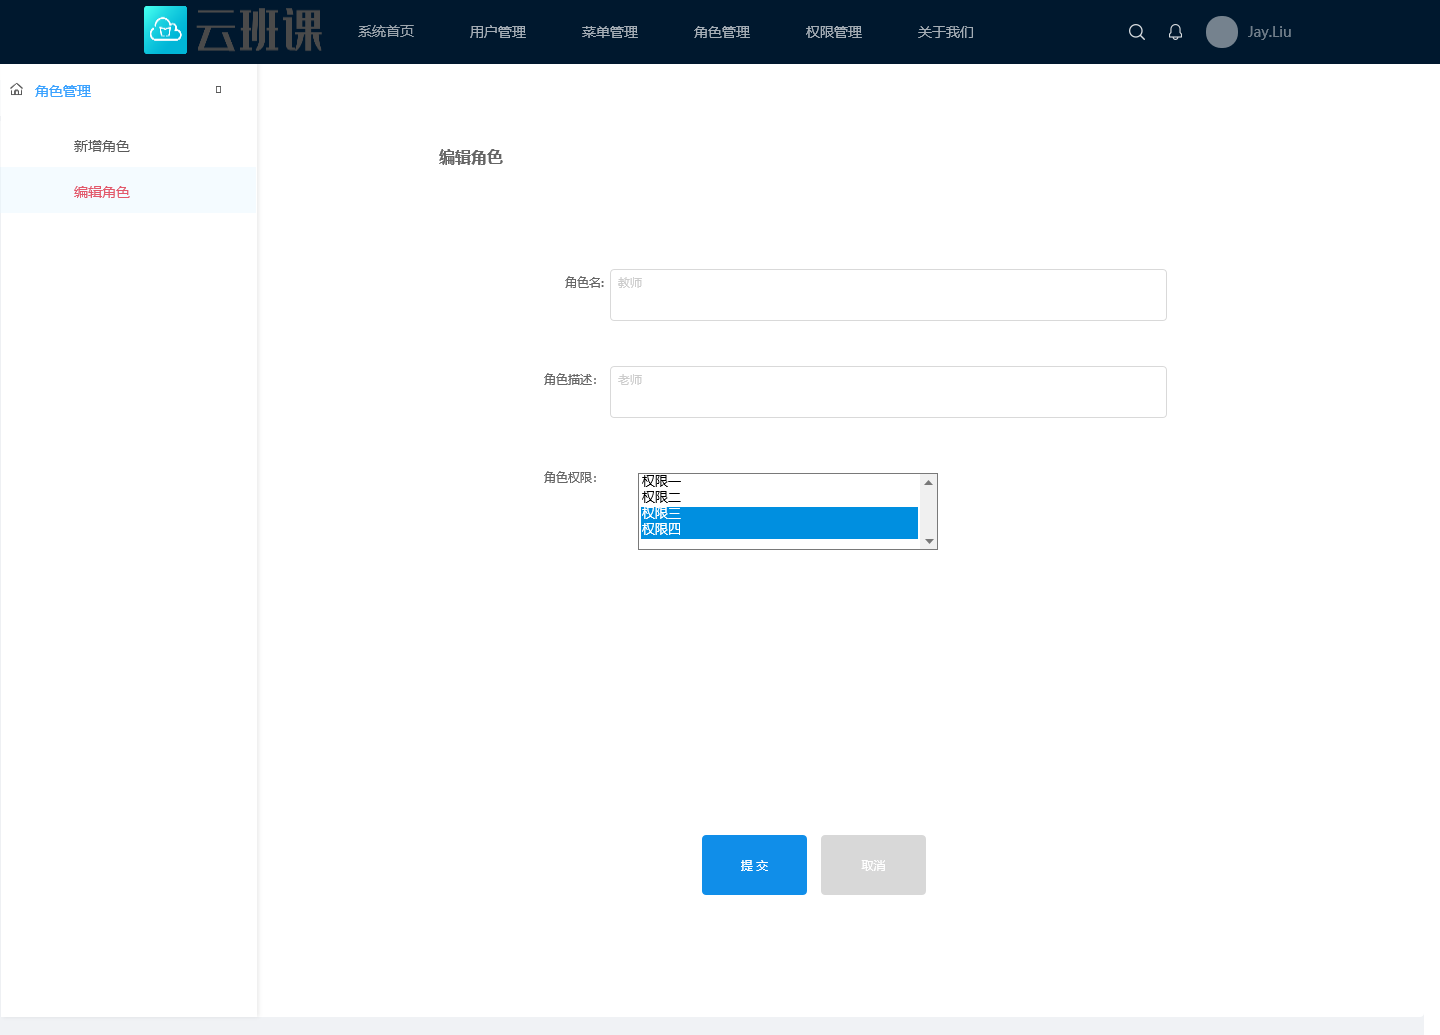 云班课 系统首页 用户管理 菜单管理 角色管理 权限管理 关于我们 Jay.Liu
角色管理
新增角色
编辑角色
编辑角色
角色名: 教师
角色描述: 老师
角色权限:
权限一
权限二
权限三
权限四
提 交 取消